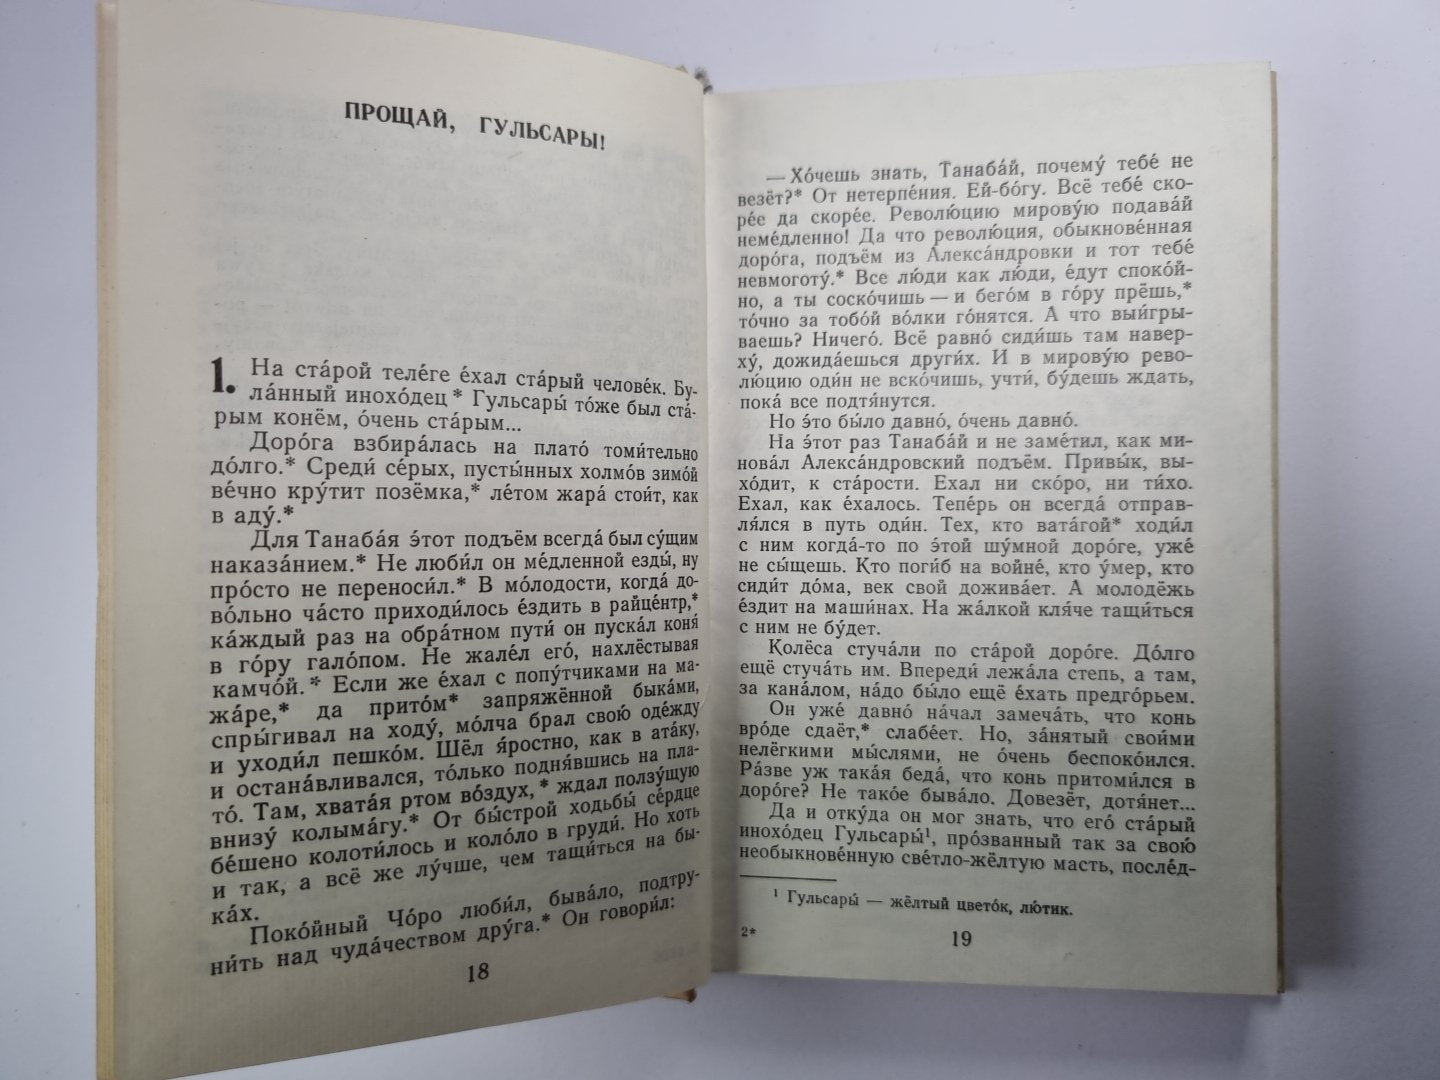 ПРОЩАЙ, ГУЛЬСАРЫ!
1. На ста́рой теле́ге е́хал ста́рый челове́к. Бу-
ла́нный инохо́дец* Гульсары́ то́же был ста́-
рым конём, о́чень ста́рым...
Доро́га взбира́лась на плато́ томи́тельно
до́лго.* Среди́ се́рых, пусты́нных холмо́в зимо́й
ве́чно кру́тит позёмка,* ле́том жара́ стои́т, как
в аду́.*
Для Танаба́я э́тот подъём всегда́ был су́щим
наказа́нием.* Не люби́л он ме́дленной езды́, ну
про́сто не переноси́л.* В мо́лодости, когда́ до-
во́льно ча́сто приходи́лось е́здить в райце́нтр,*
ка́ждый раз на обра́тном пути́ он пуска́л коня́
в го́ру гало́пом. Не жале́л его́, нахлёстывая
камчо́й.* Если же е́хал с попу́тчиками на ма-
жа́ре,* да прито́м* запряжённой быка́ми,
спры́гивал на ходу́, мо́лча брал свою́ оде́жду
и уходи́л пешко́м. Шёл я́ростно, как в ата́ку,
и остана́вливался, то́лько подня́вшись на пла-
то́. Там, хвата́я ртом во́здух,* ждал ползу́щую
внизу́ колыма́гу.* От бы́строй ходьбы́ се́рдце
бе́шено колоти́лось и коло́ло в груди́. Но хоть
и так, а всё же лу́чше, чем тащи́ться на бы-
ка́х.
Поко́йный Чо́ро люби́л, быва́ло, подтру-
ни́ть над чуда́чеством дру́га.* Он говори́л:
18
— Хо́чешь знать, Танаба́й, почему́ тебе́ не
везёт?* От нетерпе́ния. Ей-бо́гу. Всё тебе́ ско-
ре́е да скоре́е. Револю́цию мирову́ю подава́й
неме́дленно! Да что револю́ция, обыкнове́нная
доро́га, подъём из Алекса́ндровки и тот тебе́
невмоготу́.* Все лю́ди как лю́ди, е́дут споко́й-
но, а ты соско́чишь — и бего́м в го́ру прёшь,*
то́чно за тобо́й во́лки го́нятся. А что выи́гры-
ваешь? Ничего́. Всё равно́ сиди́шь там навер-
ху́, дожида́ешься други́х. И в мирову́ю рево-
лю́цию оди́н не вско́чишь, учти́, бу́дешь ждать,
пока́ все подтя́нутся.
Но э́то бы́ло давно́, о́чень давно́.
На э́тот раз Танаба́й и не заме́тил, как ми-
нова́л Алекса́ндровский подъём. Привы́к, вы-
хо́дит, к ста́рости. Ехал ни ско́ро, ни ти́хо.
Ехал, как е́халось. Тепе́рь он всегда́ отправ-
ля́лся в путь оди́н. Тех, кто вата́гой* ходи́л
с ним когда́-то по э́той шу́мной доро́ге, уже́
не сы́щешь. Кто поги́б на войне́, кто у́мер, кто
сиди́т до́ма, век свой дожива́ет. А молодёжь
е́здит на маши́нах. На жа́лкой кля́че тащи́ться
с ним не бу́дет.
Колёса стуча́ли по ста́рой доро́ге. До́лго
ещё стуча́ть им. Впереди́ лежа́ла степь, а там,
за кана́лом, на́до бы́ло ещё е́хать предго́рьем.
Он уже́ давно́ на́чал замеча́ть, что конь
вро́де сдаёт,* слабе́ет. Но, за́нятый свои́ми
нелёгкими мы́слями, не о́чень беспоко́ился.
Ра́зве уж така́я беда́, что конь притоми́лся в
доро́ге? Не тако́е быва́ло. Довезёт, дотя́нет...
Да и отку́да он мог знать, что его́ ста́рый
инохо́дец Гульсары́¹, про́званный так за свою́
необыкнове́нную све́тло-жёлтую масть, после́д-
¹ Гульсары́ — жёлтый цвето́к, лю́тик.
2*
19